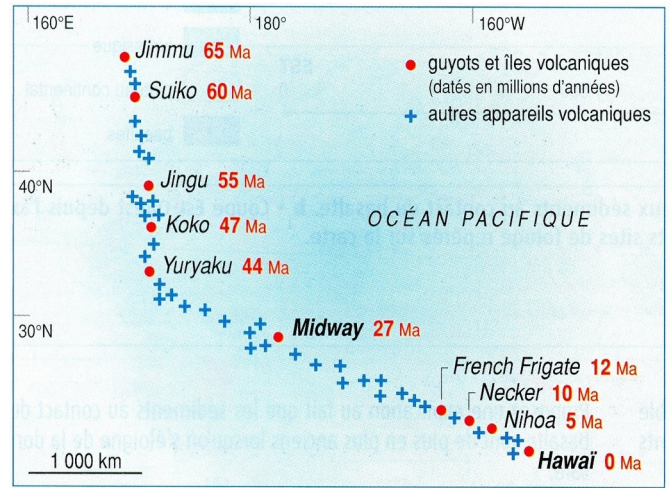 160°E
180°
160°W
Jimmu 65 Ma
Suiko 60 Ma
guyots et îles volcaniques
(datés en millions d'années)
autres appareils volcaniques
40°N
Jingu 55 Ma
Koko 47 Ma
OCÉAN PACIFIQUE
Yuryaku 44 Ma
30°N
Midway 27 Ma
French Frigate 12 Ma
Necker 10 Ma
Nihoa 5 Ma
Hawaï 0 Ma
1 000 km